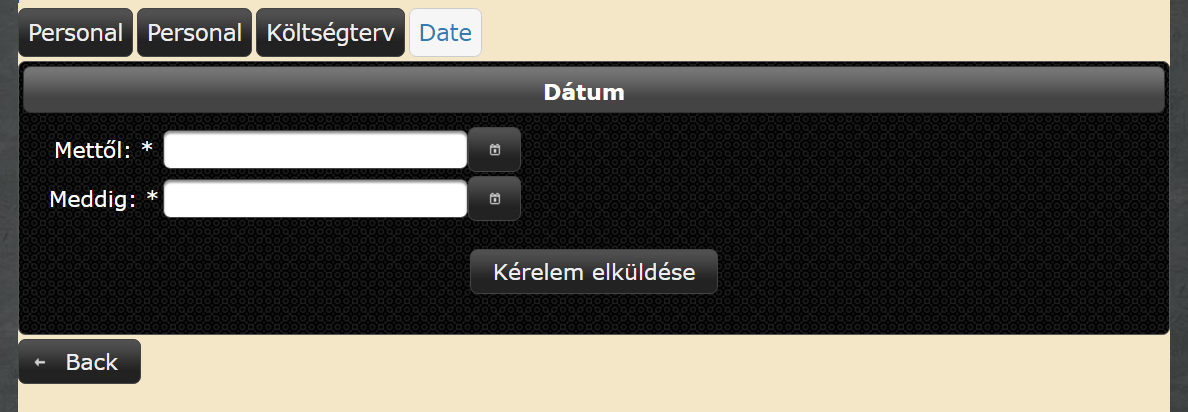 Personal Personal Költségterv Date
Dátum
Mettől: *
Meddig: *
Kérelem elküldése
Back